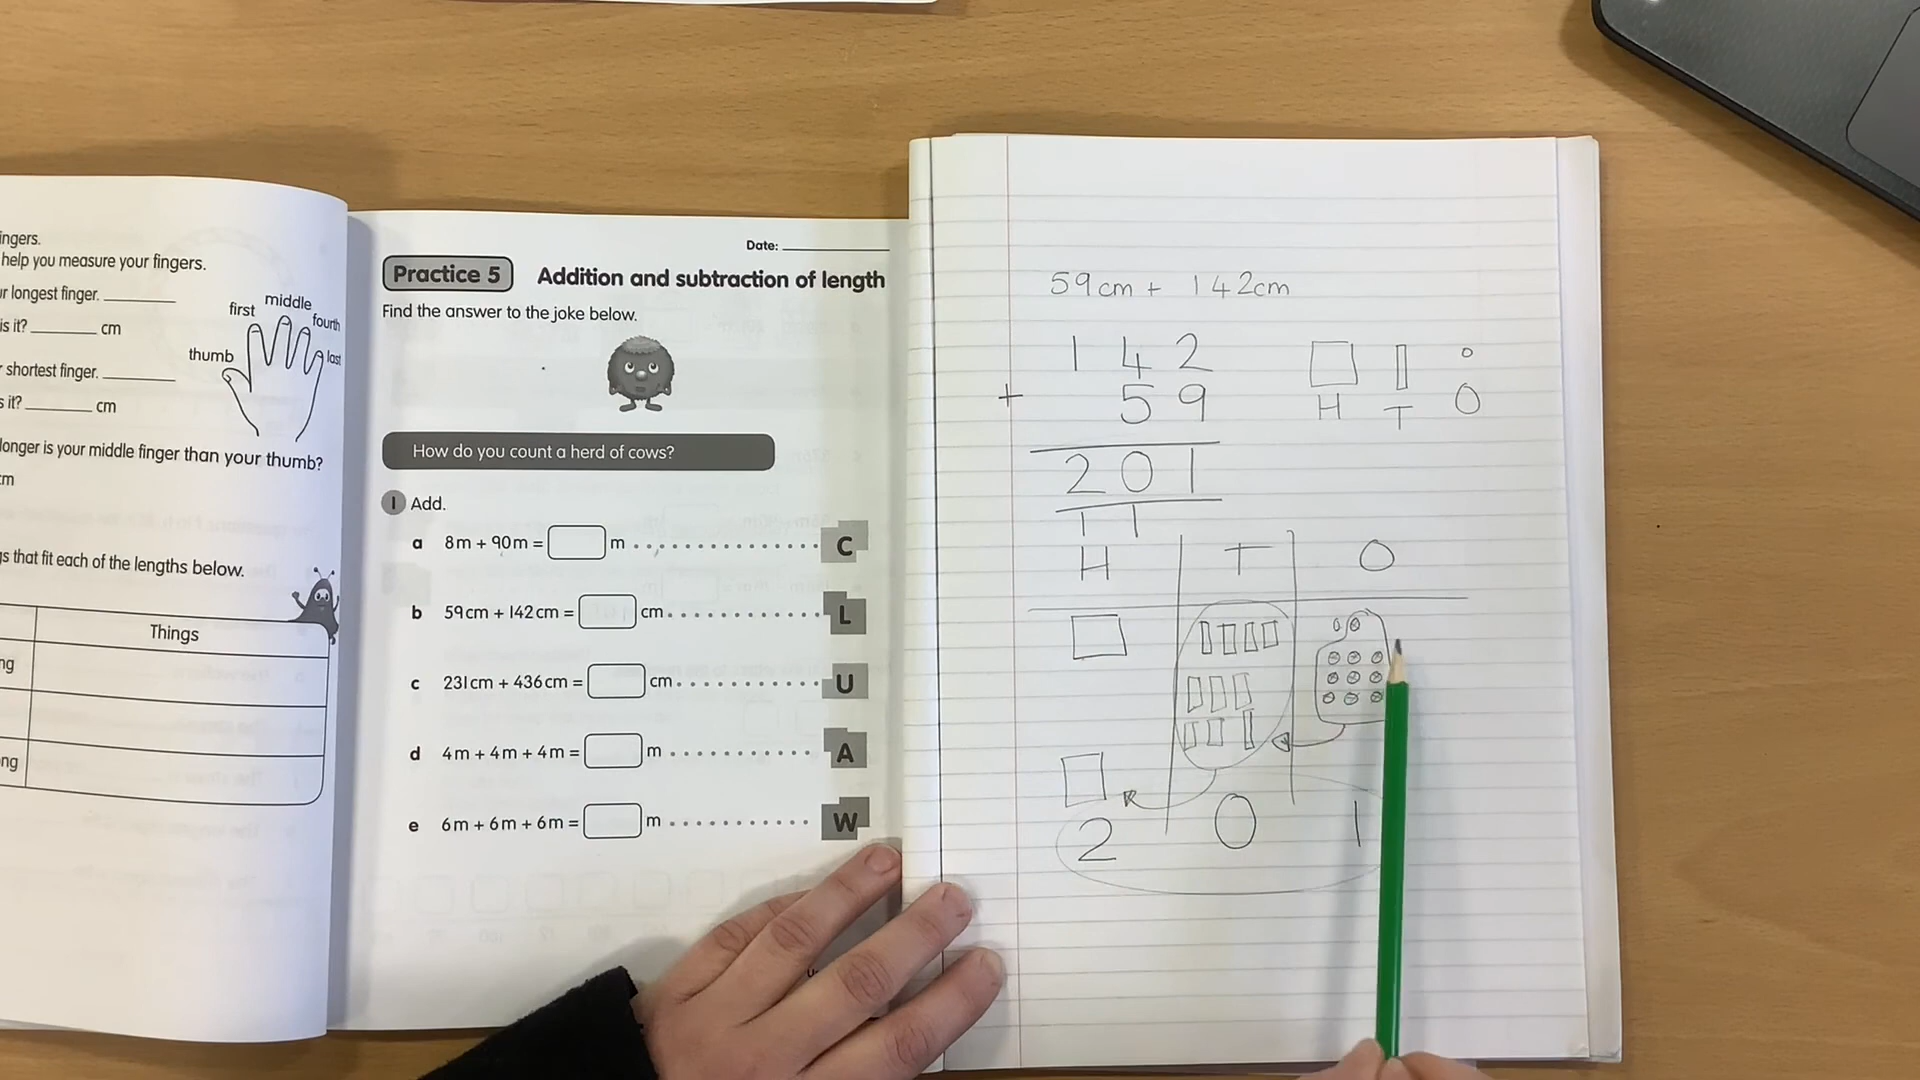 ingers.
help you measure your fingers.
r longest finger.
is it? cm
shortest finger.
s it? cm
thumb
first
middle
fourth
last
longer is your middle finger than your thumb?
cm
s that fit each of the lengths below.
Things
ng
ng
Date:
Practice 5 Addition and subtraction of length
Find the answer to the joke below.
How do you count a herd of cows?
1 Add.
a 8m + 90m = m C
b 59cm + 142cm = cm L
c 231cm + 436cm = cm U
d 4m + 4m + 4m = m A
e 6m + 6m + 6m = m W
59cm + 142cm
142
+ 59
201
1 1
H T O
H T O
2 0 1